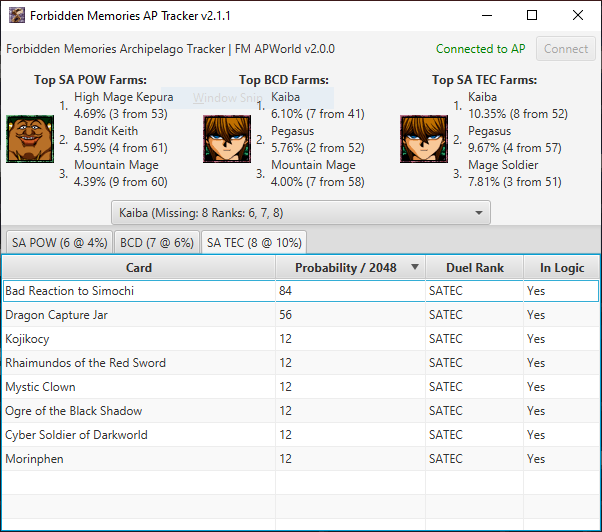 Forbidden Memories AP Tracker v2.1.1
Forbidden Memories Archipelago Tracker | FM APWorld v2.0.0
Connected to AP
Connect
Top SA POW Farms:
1. High Mage Kepura
4.69% (3 from 53)
2. Bandit Keith
4.59% (4 from 61)
3. Mountain Mage
4.39% (9 from 60)
Window Snip
Top BCD Farms:
1. Kaiba
6.10% (7 from 41)
2. Pegasus
5.76% (2 from 52)
3. Mountain Mage
4.00% (7 from 58)
Top SA TEC Farms:
1. Kaiba
10.35% (8 from 52)
2. Pegasus
9.67% (4 from 57)
3. Mage Soldier
7.81% (3 from 51)
Kaiba (Missing: 8 Ranks: 6, 7, 8)
SA POW (6 @ 4%) BCD (7 @ 6%) SA TEC (8 @ 10%)
Card Probability / 2048 Duel Rank In Logic
Bad Reaction to Simochi 84 SATEC Yes
Dragon Capture Jar 56 SATEC Yes
Kojikocy 12 SATEC Yes
Rhaimundos of the Red Sword 12 SATEC Yes
Mystic Clown 12 SATEC Yes
Ogre of the Black Shadow 12 SATEC Yes
Cyber Soldier of Darkworld 12 SATEC Yes
Morinphen 12 SATEC Yes